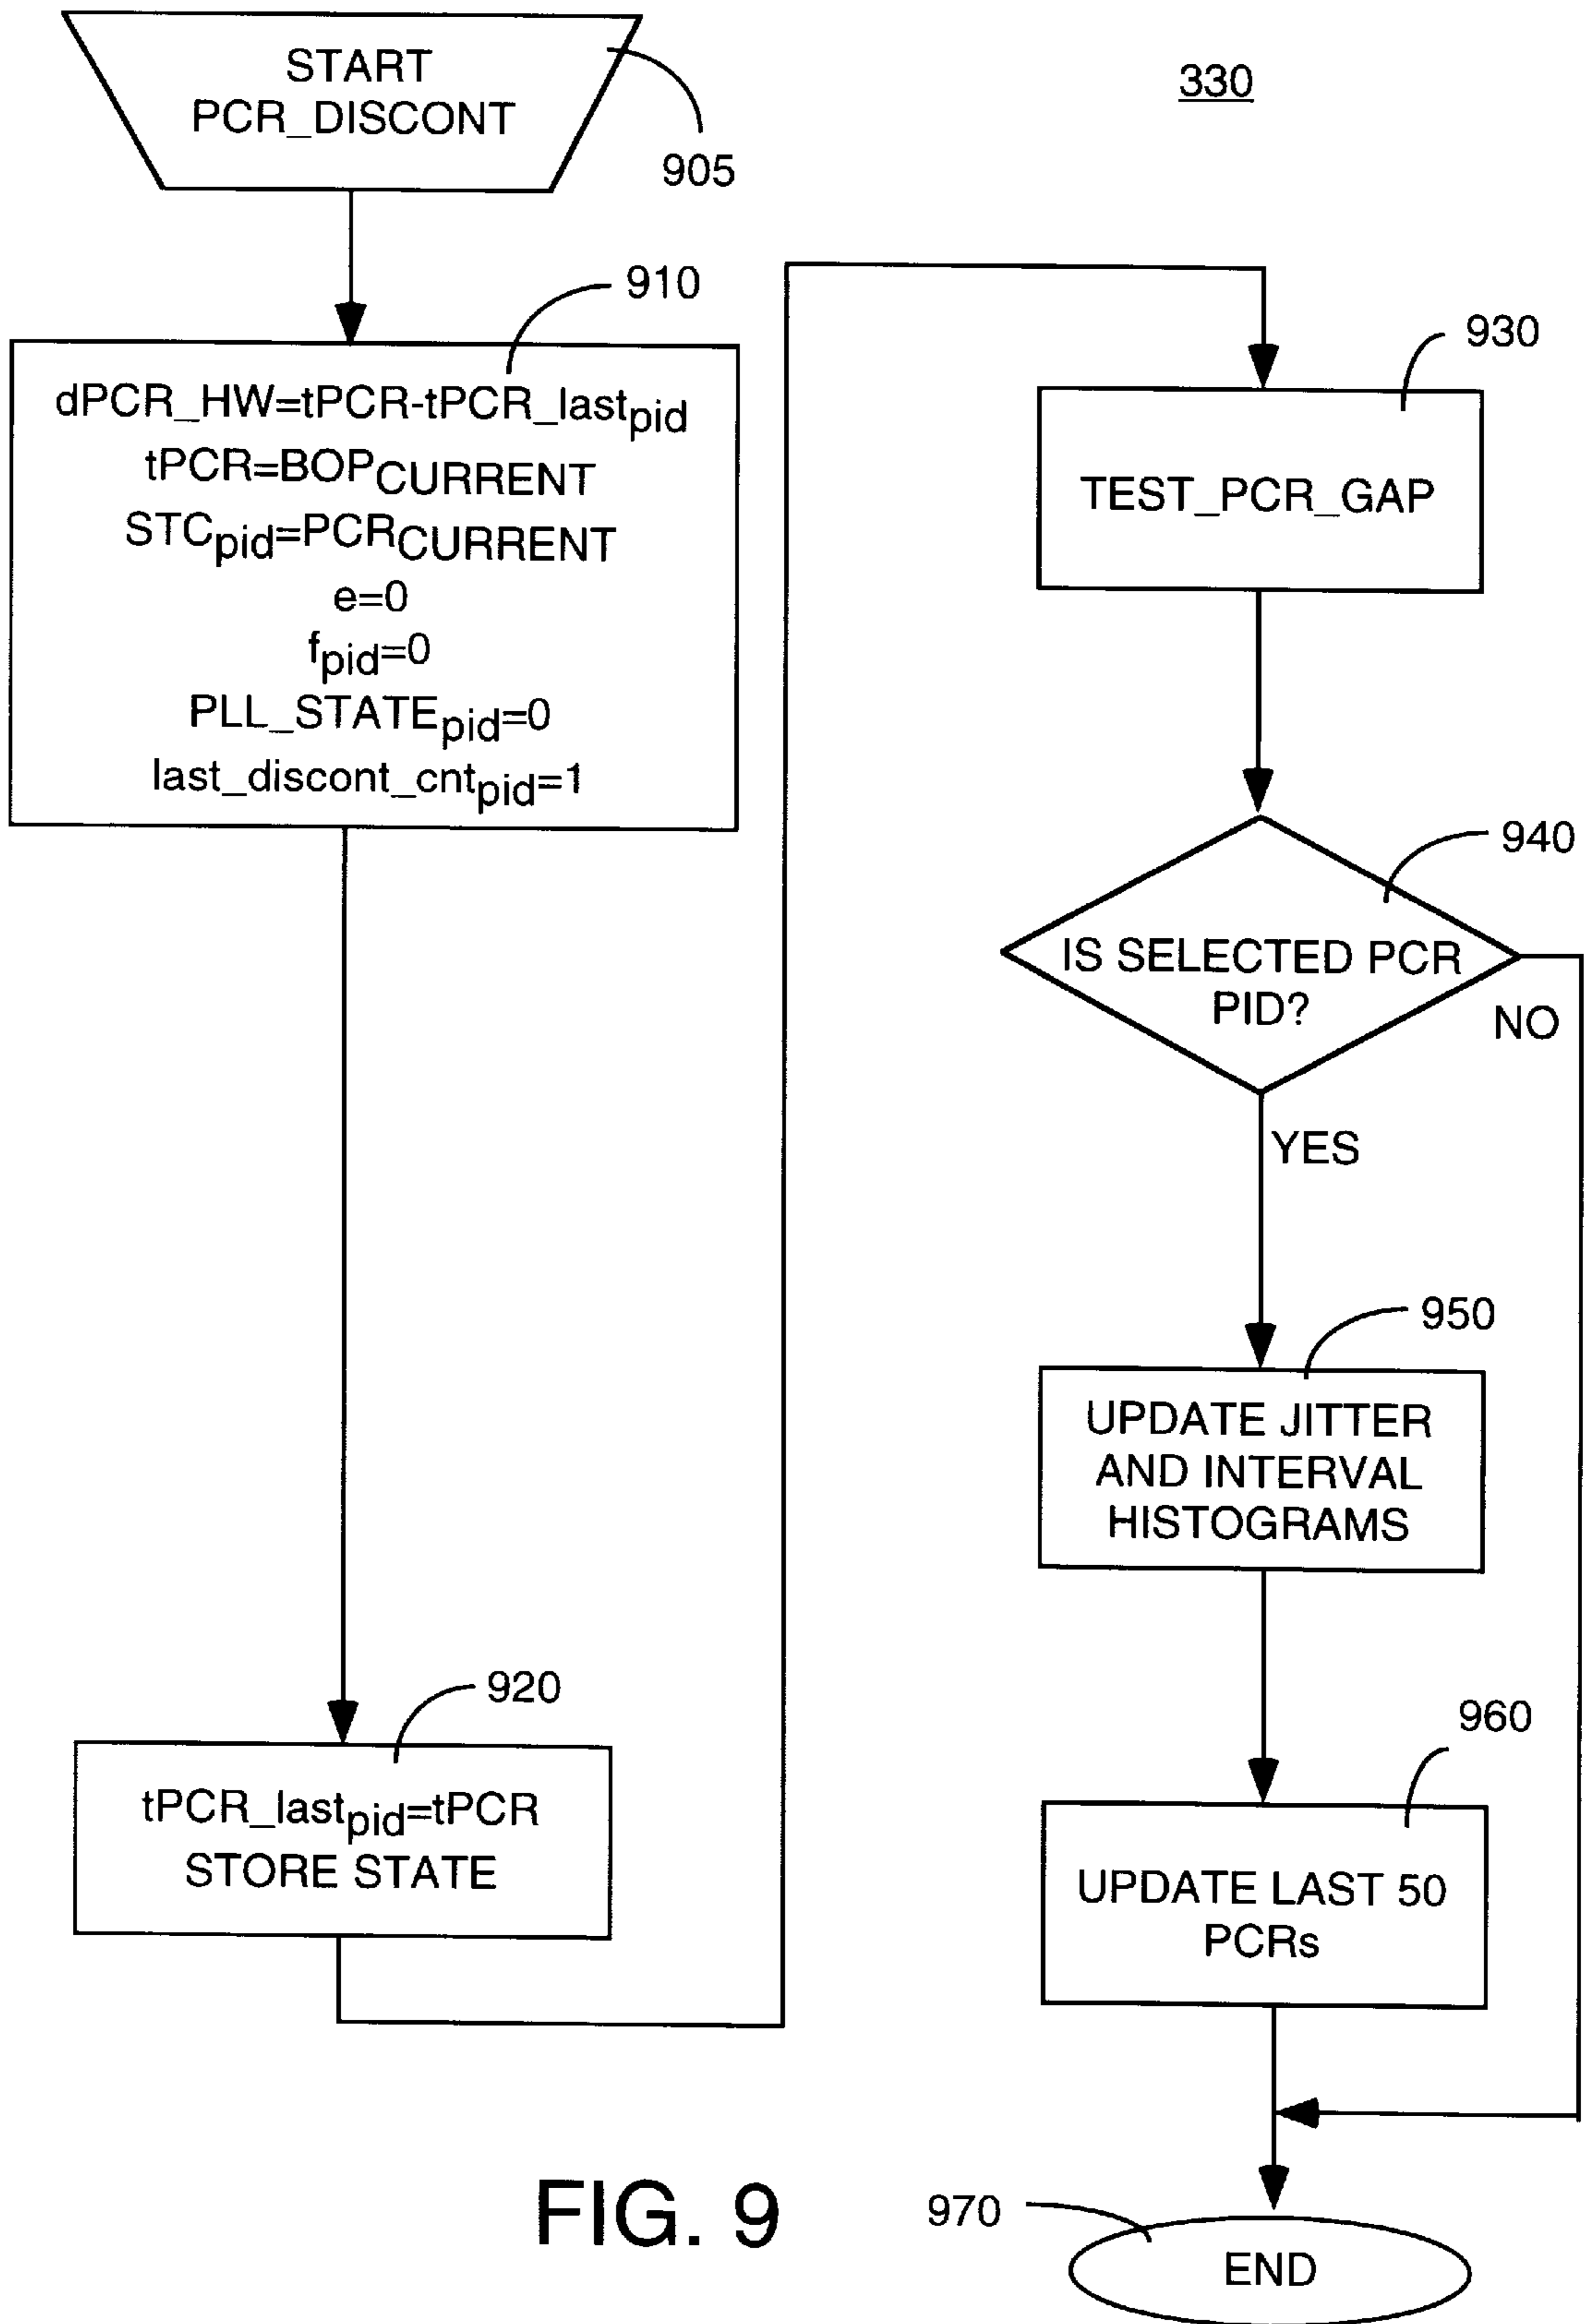 START
PCR_DISCONT
905
330
910
dPCR_HW=tPCR-tPCR_lastpid
tPCR=BOPCURRENT
STCpid=PCRCURRENT
e=0
fpid=0
PLL_STATEpid=0
last_discont_cntpid=1
920
tPCR_lastpid=tPCR
STORE STATE
930
TEST_PCR_GAP
940
IS SELECTED PCR
PID?
NO
YES
950
UPDATE JITTER
AND INTERVAL
HISTOGRAMS
960
UPDATE LAST 50
PCRs
970
END
FIG. 9